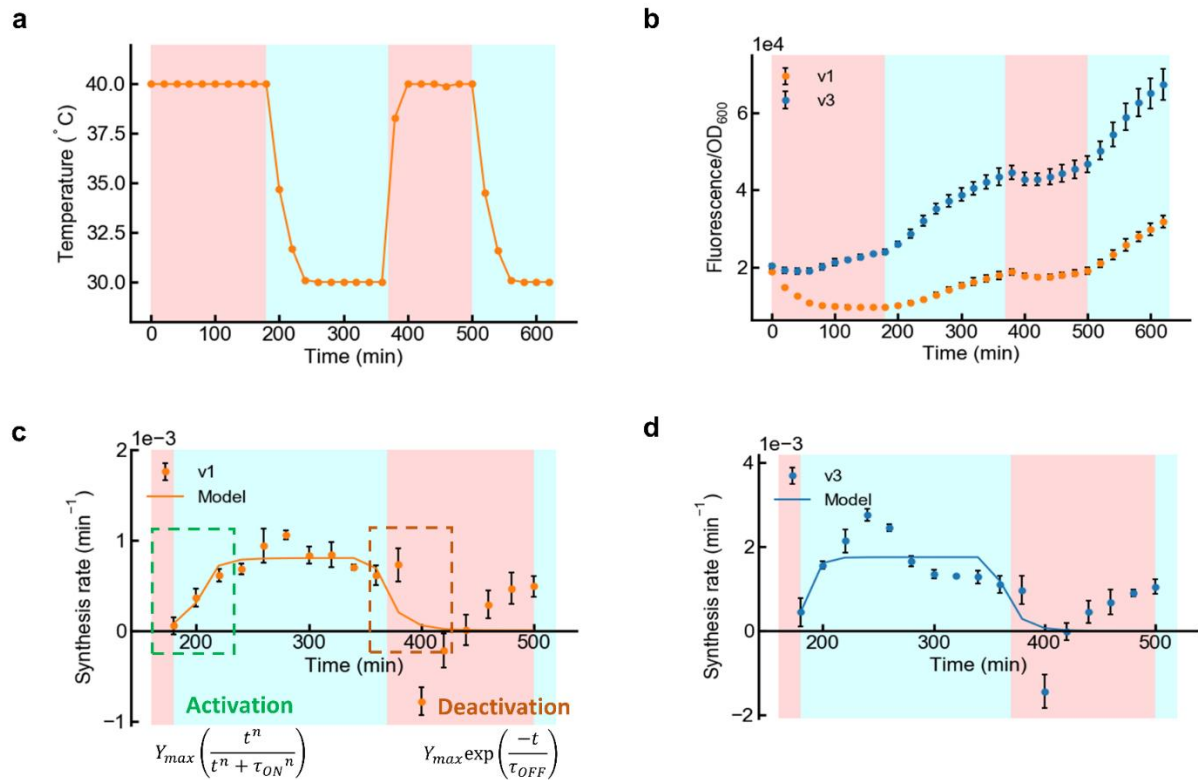 a
Temperature (°C)
40.0
37.5
35.0
32.5
30.0
0 100 200 300 400 500 600
Time (min)
b
1e4
v1
v3
Fluorescence/OD600
6
4
2
0 100 200 300 400 500 600
Time (min)
c
1e−3
v1
Model
Synthesis rate (min−1)
2
1
0
−1
200 300 400 500
Time (min)
Activation
Deactivation
Ymax(t^n/(t^n + τON^n))
Ymax exp(−t/τOFF)
d
1e−3
v3
Model
Synthesis rate (min−1)
4
2
0
−2
200 300 400 500
Time (min)